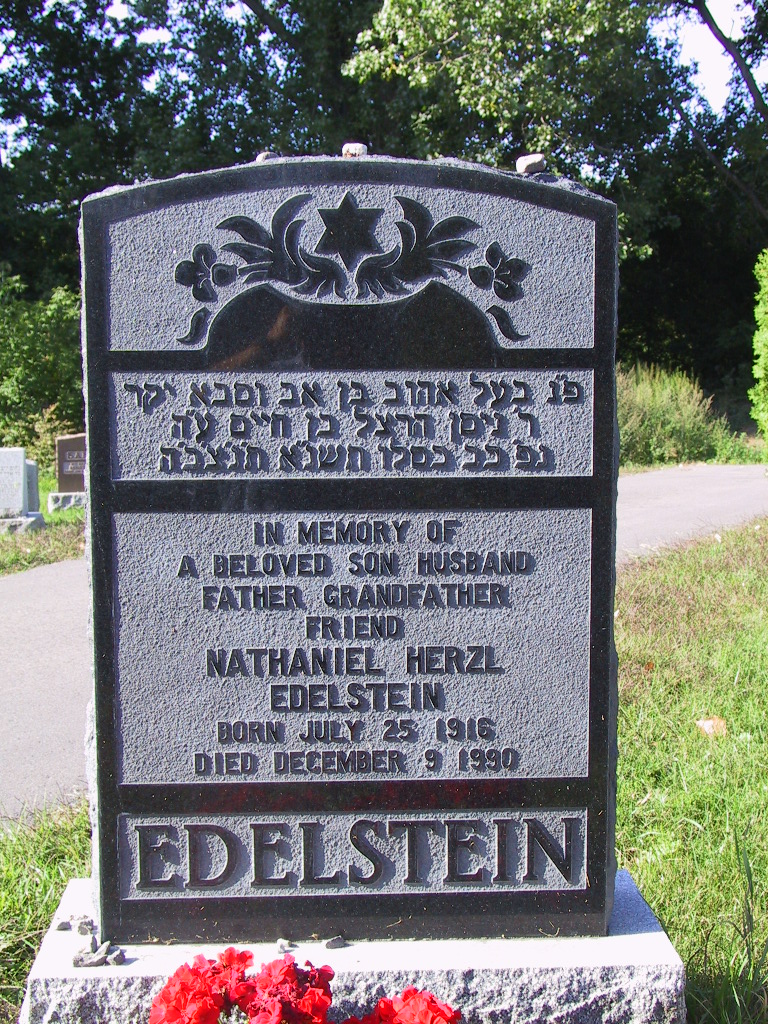 פ"נ בעל אהוב בן אב וסבא יקר
ר' ניסן הרצל בן חיים ע"ה
נפ' כב כסלו תשנ"א תנצב"ה
IN MEMORY OF
A BELOVED SON HUSBAND
FATHER GRANDFATHER
FRIEND
NATHANIEL HERZL
EDELSTEIN
BORN JULY 25 1916
DIED DECEMBER 9 1990
EDELSTEIN